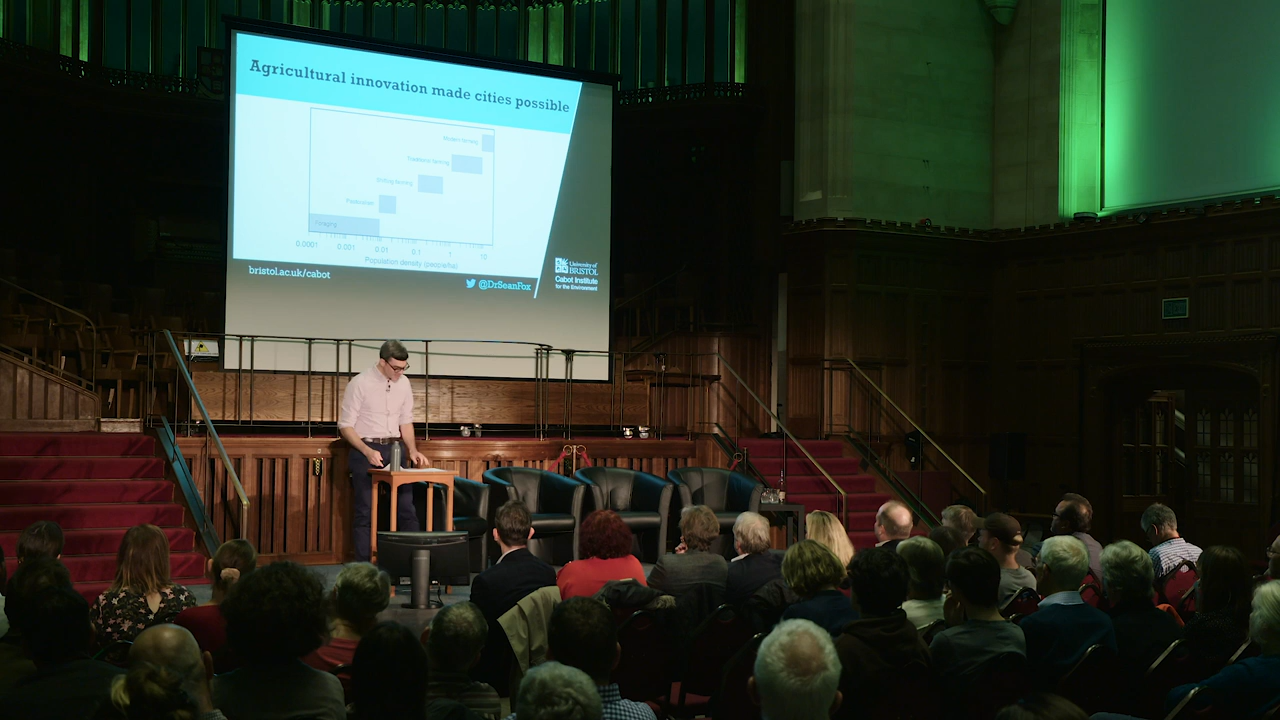 Agricultural innovation made cities possible
Modern farming
Traditional farming
Shifting farming
Pastoralism
Foraging
0.0001 0.001 0.01 0.1 1 10
Population density (people/ha)
bristol.ac.uk/cabot
@DrSeanFox
University of
BRISTOL
Cabot Institute
for the Environment